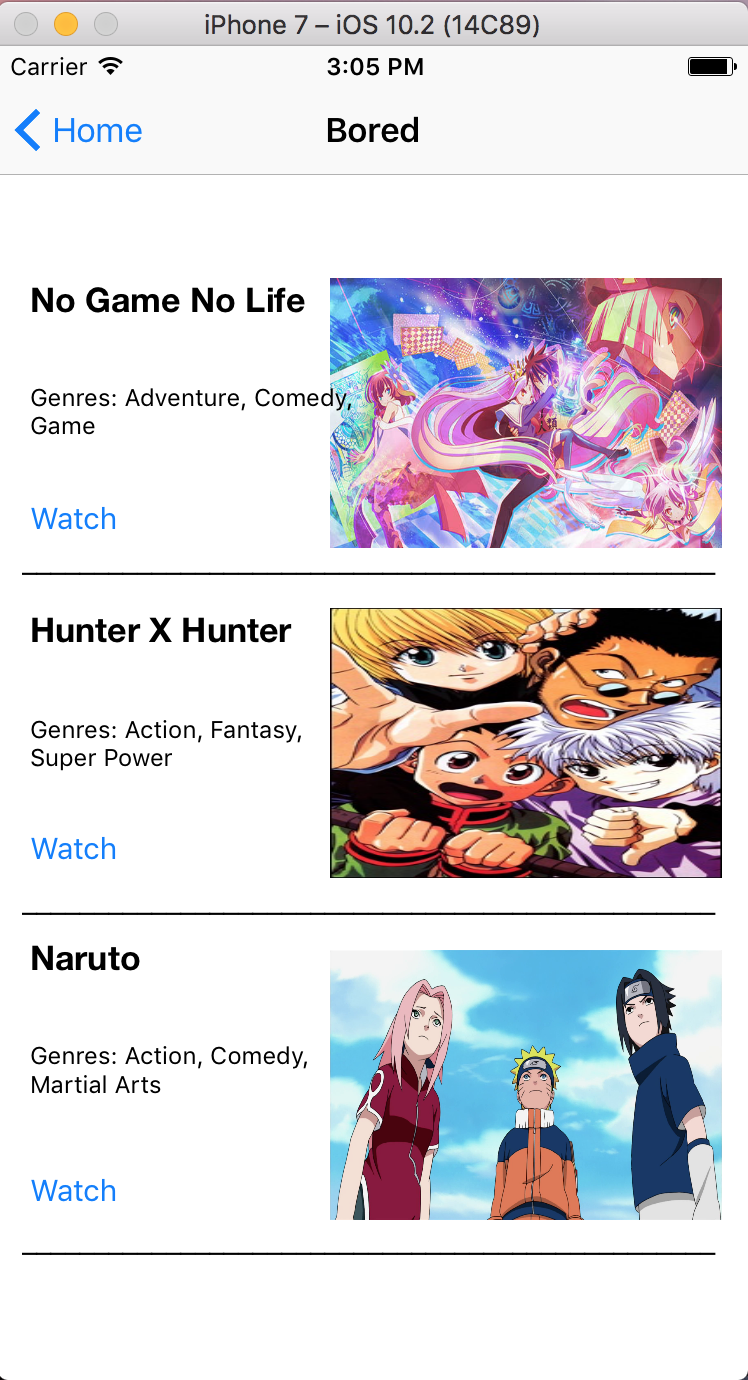 iPhone 7 – iOS 10.2 (14C89)
Carrier 3:05 PM
Home Bored
No Game No Life
Genres: Adventure, Comedy,
Game
Watch
Hunter X Hunter
Genres: Action, Fantasy,
Super Power
Watch
Naruto
Genres: Action, Comedy,
Martial Arts
Watch